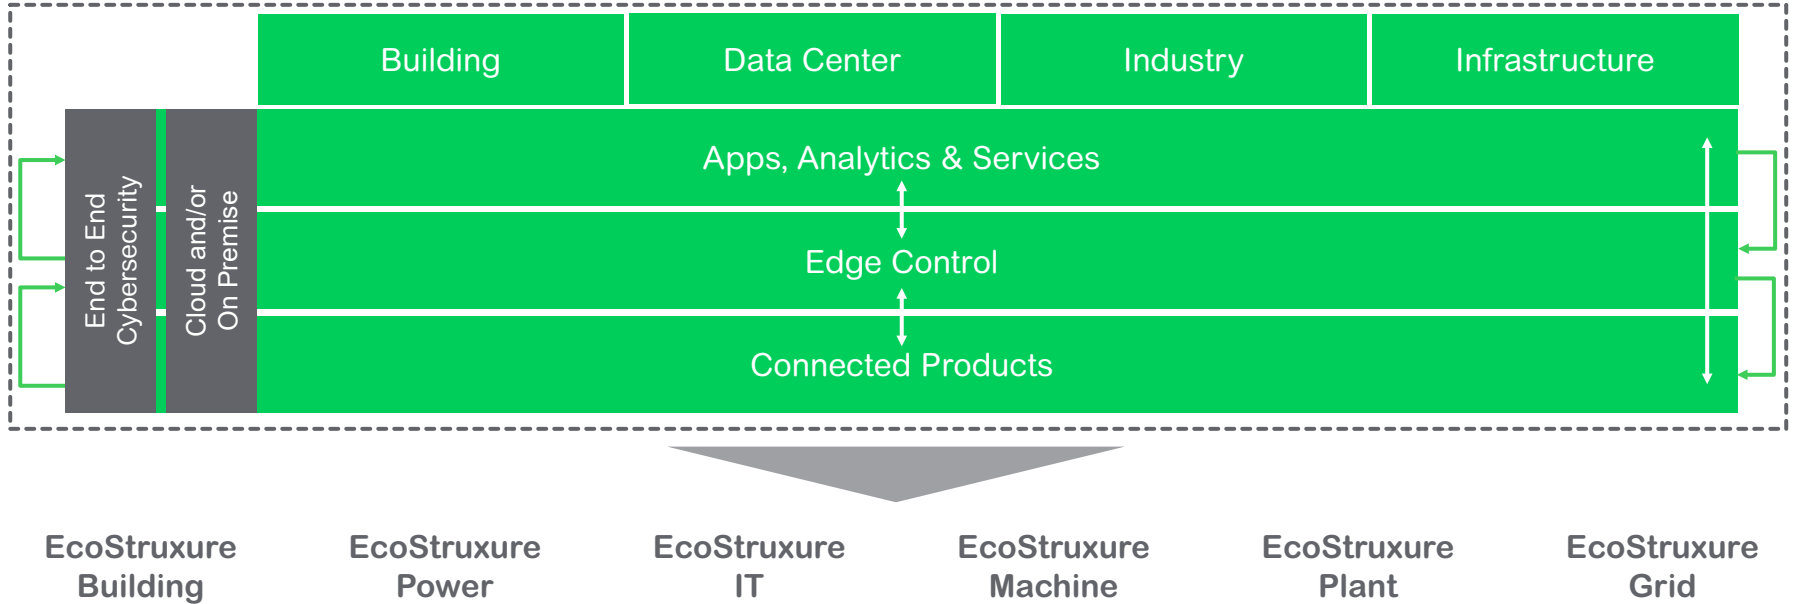 Building
Data Center
Industry
Infrastructure
End to End
Cybersecurity
Cloud and/or
On Premise
Apps, Analytics & Services
Edge Control
Connected Products
EcoStruxure
Building
EcoStruxure
Power
EcoStruxure
IT
EcoStruxure
Machine
EcoStruxure
Plant
EcoStruxure
Grid